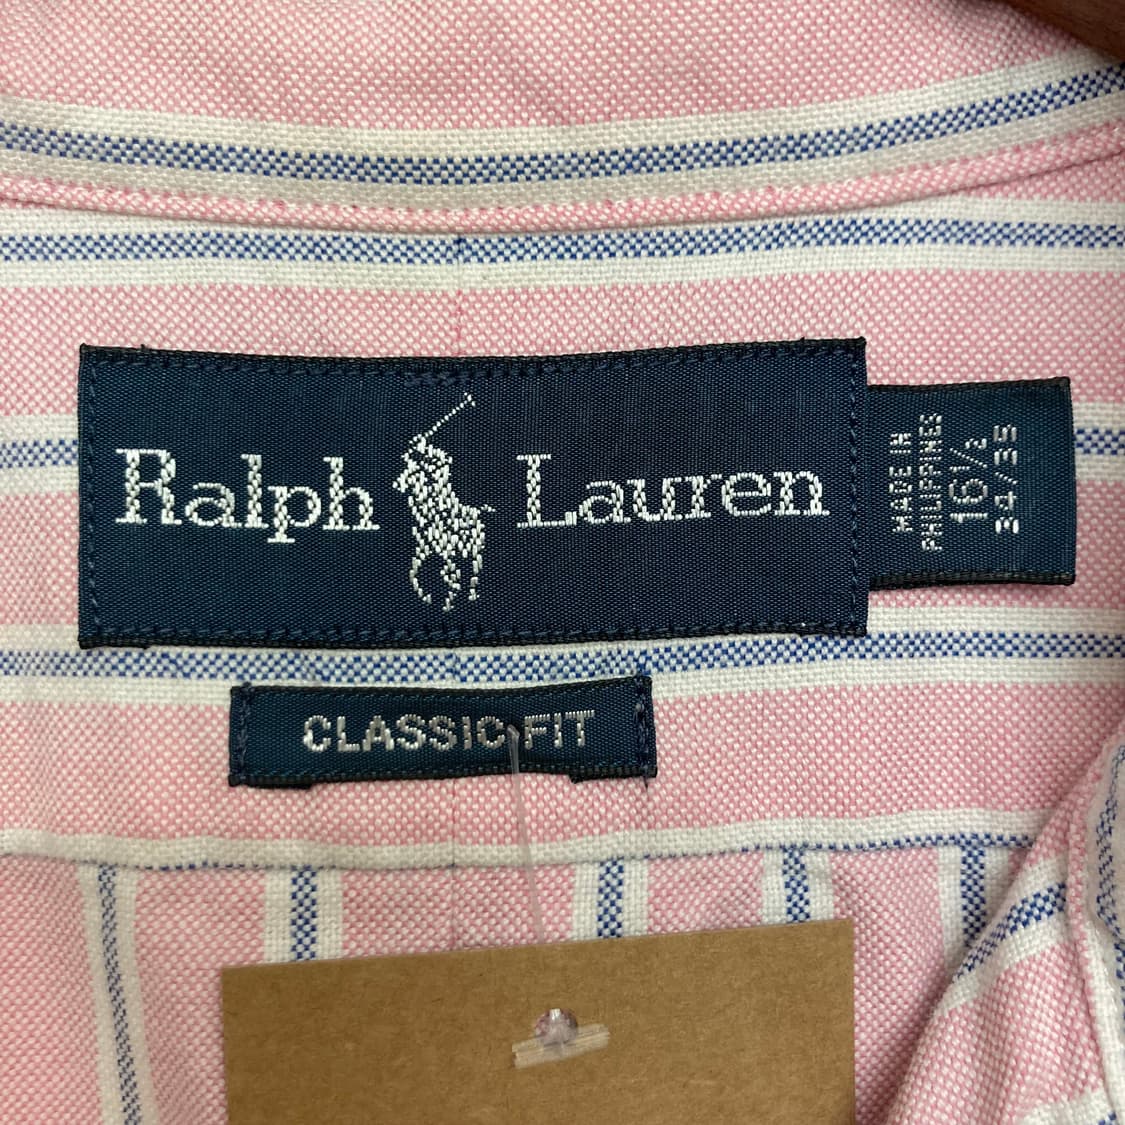 Ralph Lauren
MADE IN
PHILIPPINES
16½
34/35
CLASSIC FIT